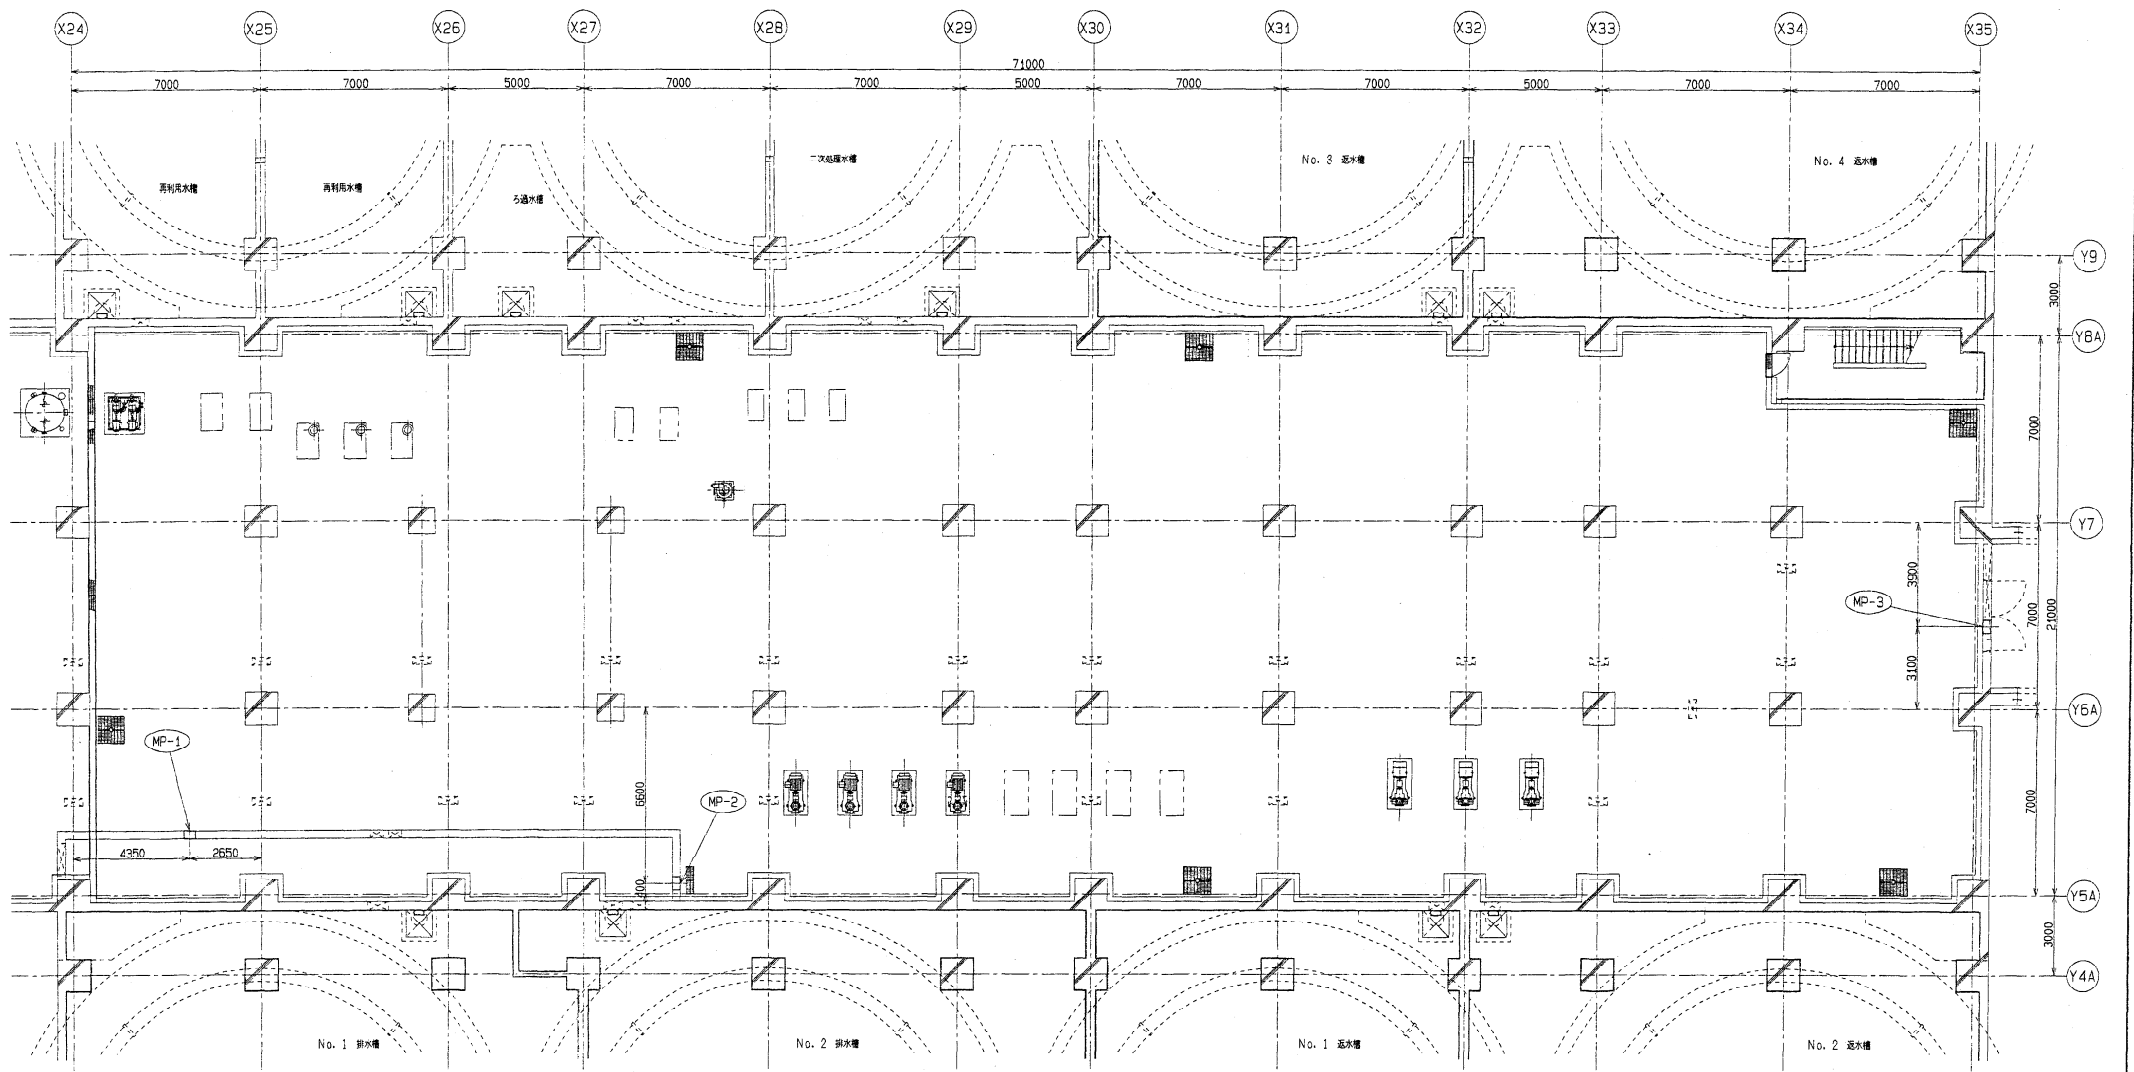 X24 X25 X26 X27 X28 X29 X30 X31 X32 X33 X34 X35
71000
7000 7000 5000 7000 7000 5000 7000 7000 5000 7000 7000
再利用水槽
再利用水槽
ろ過水槽
二次処理水槽
No. 3 返水槽
No. 4 返水槽
Y9
3000
Y8A
7000
Y7
3900
MP-3
7000
21000
3100
Y6A
MP-1
6600
MP-2
7000
4350 2650
400
Y5A
3000
Y4A
No. 1 排水槽
No. 2 排水槽
No. 1 返水槽
No. 2 返水槽